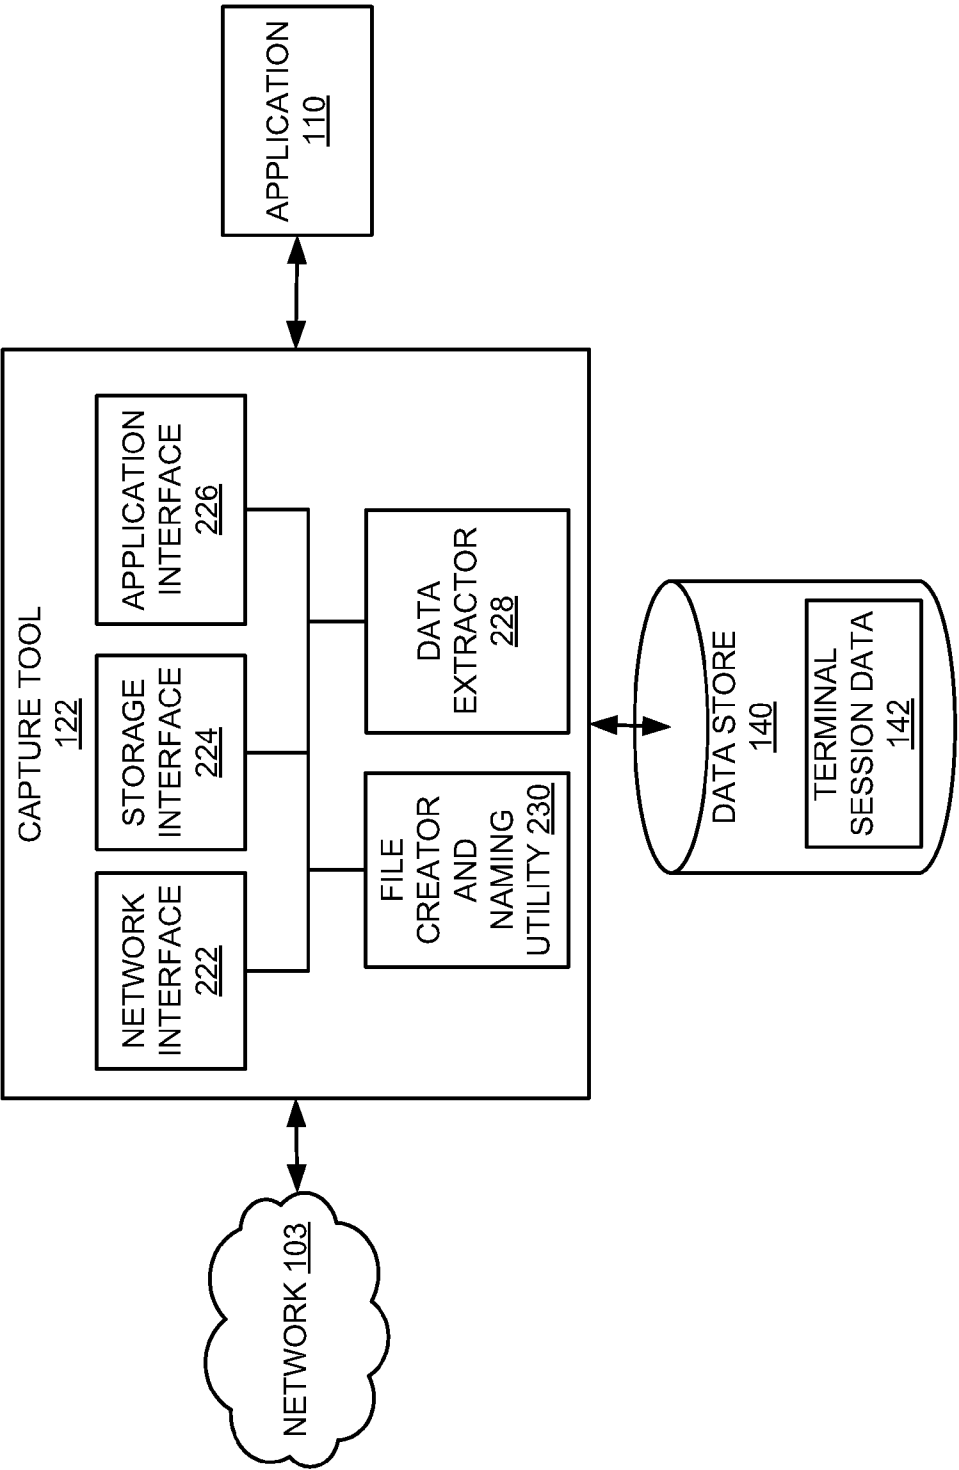 CAPTURE TOOL
122
NETWORK
INTERFACE
222
STORAGE
INTERFACE
224
APPLICATION
INTERFACE
226
FILE
CREATOR
AND
NAMING
UTILITY 230
DATA
EXTRACTOR
228
NETWORK 103
APPLICATION
110
DATA STORE
140
TERMINAL
SESSION DATA
142